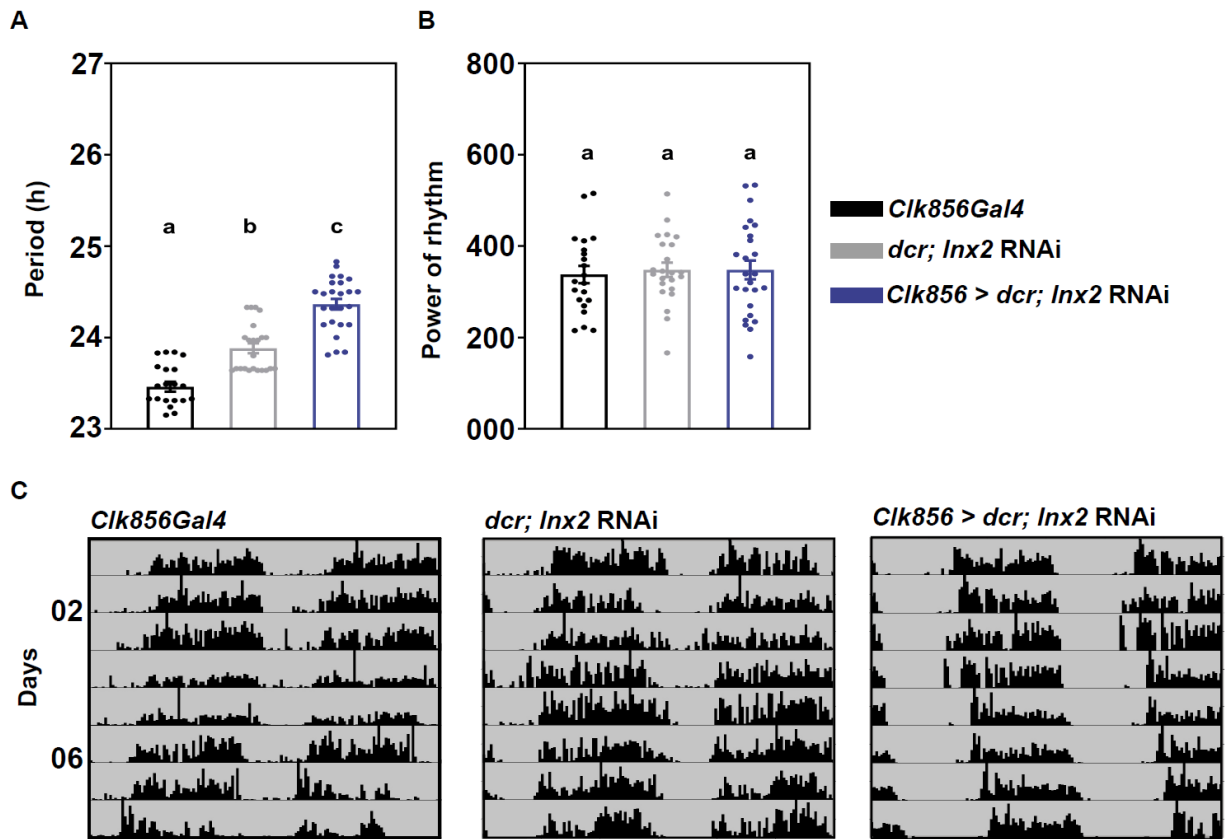 A
27
26
25
24
23
Period (h)
a b c
B
800
600
400
200
000
Power of rhythm
a a a
Clk856Gal4
dcr; Inx2 RNAi
Clk856 > dcr; Inx2 RNAi
C
Clk856Gal4
dcr; Inx2 RNAi
Clk856 > dcr; Inx2 RNAi
Days
02
06